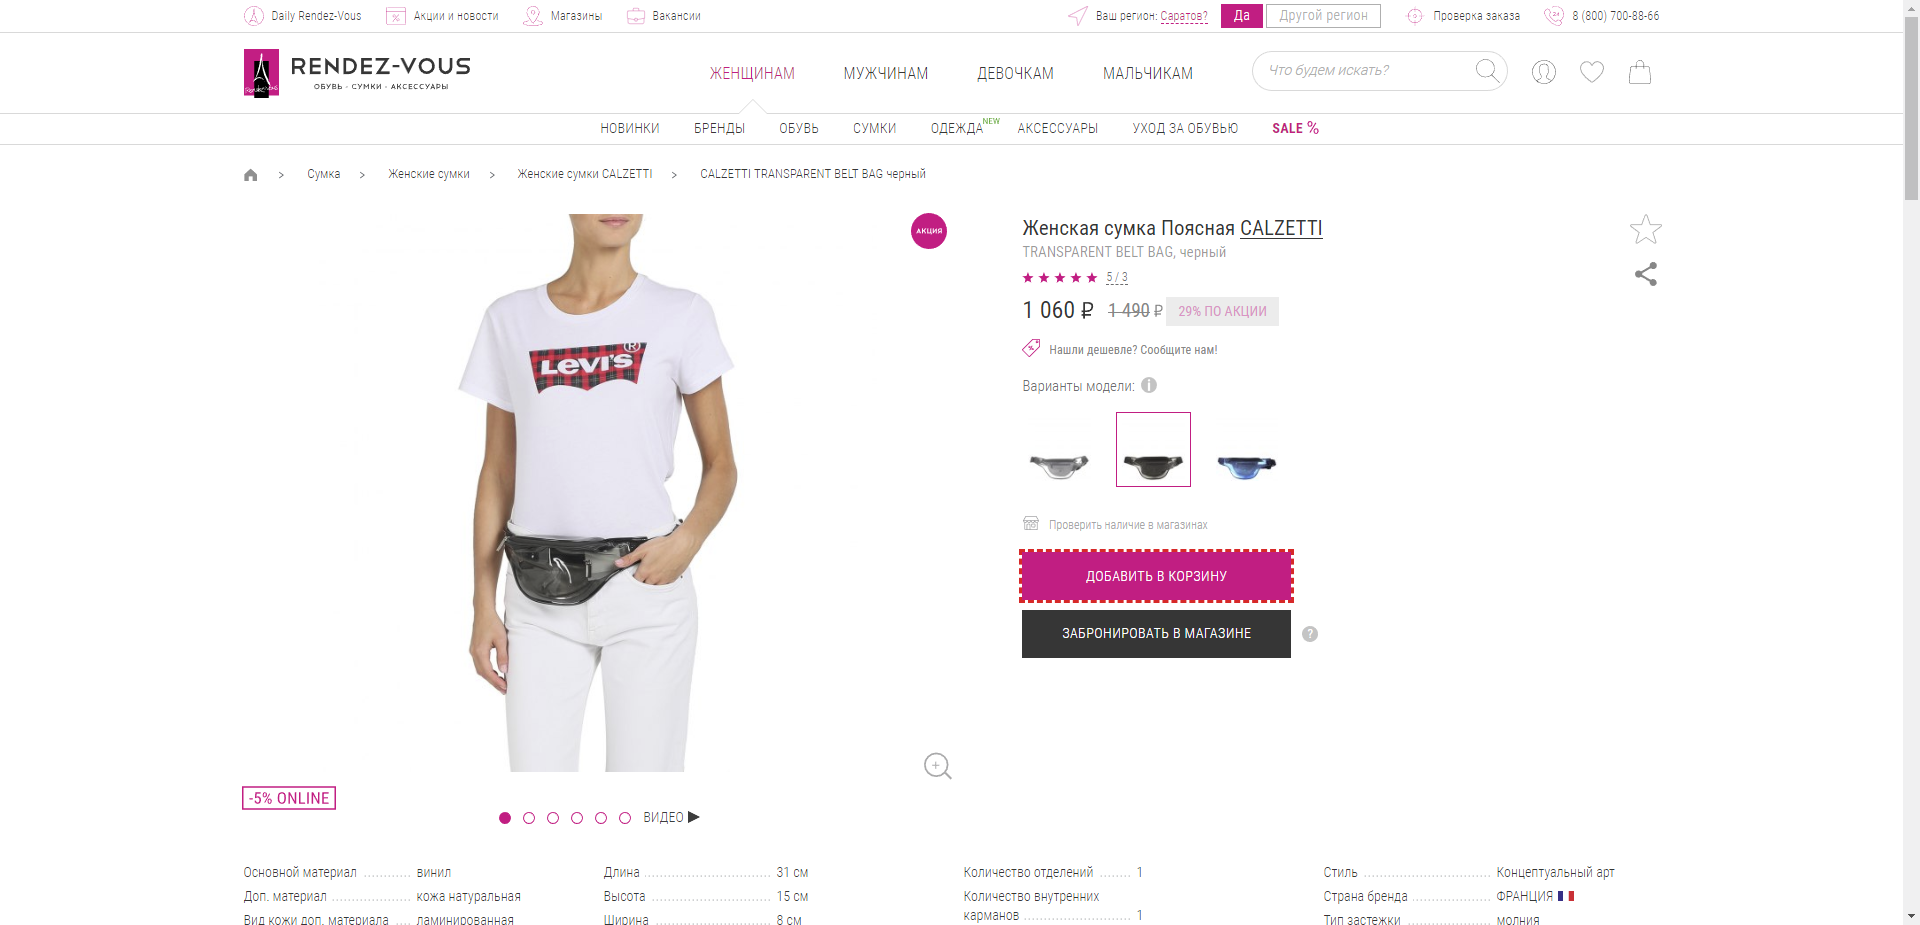 Daily Rendez-Vous
Акции и новости
Магазины
Вакансии
Ваш регион: Саратов?
Да
Другой регион
Проверка заказа
8 (800) 700-88-66
RENDEZ-VOUS
ОБУВЬ · СУМКИ · АКСЕССУАРЫ
ЖЕНЩИНАМ
МУЖЧИНАМ
ДЕВОЧКАМ
МАЛЬЧИКАМ
Что будем искать?
НОВИНКИ
БРЕНДЫ
ОБУВЬ
СУМКИ
ОДЕЖДА NEW
АКСЕССУАРЫ
УХОД ЗА ОБУВЬЮ
SALE %
> Сумка > Женские сумки > Женские сумки CALZETTI > CALZETTI TRANSPARENT BELT BAG черный
АКЦИЯ
Levi's ®
Женская сумка Поясная CALZETTI
TRANSPARENT BELT BAG, черный
5 / 3
1 060 ₽ 1 490 ₽ 29% ПО АКЦИИ
Нашли дешевле? Сообщите нам!
Варианты модели: i
Проверить наличие в магазинах
ДОБАВИТЬ В КОРЗИНУ
ЗАБРОНИРОВАТЬ В МАГАЗИНЕ ?
-5% ONLINE
ВИДЕО
Основной материал ............ винил
Доп. материал .................... кожа натуральная
Вид кожи доп. материала .... ламинированная
Длина ................................ 31 см
Высота .............................. 15 см
Ширина ............................. 8 см
Количество отделений ........ 1
Количество внутренних
карманов ........................... 1
Стиль ................................ Концептуальный арт
Страна бренда .................... ФРАНЦИЯ
Тип застежки ..................... молния